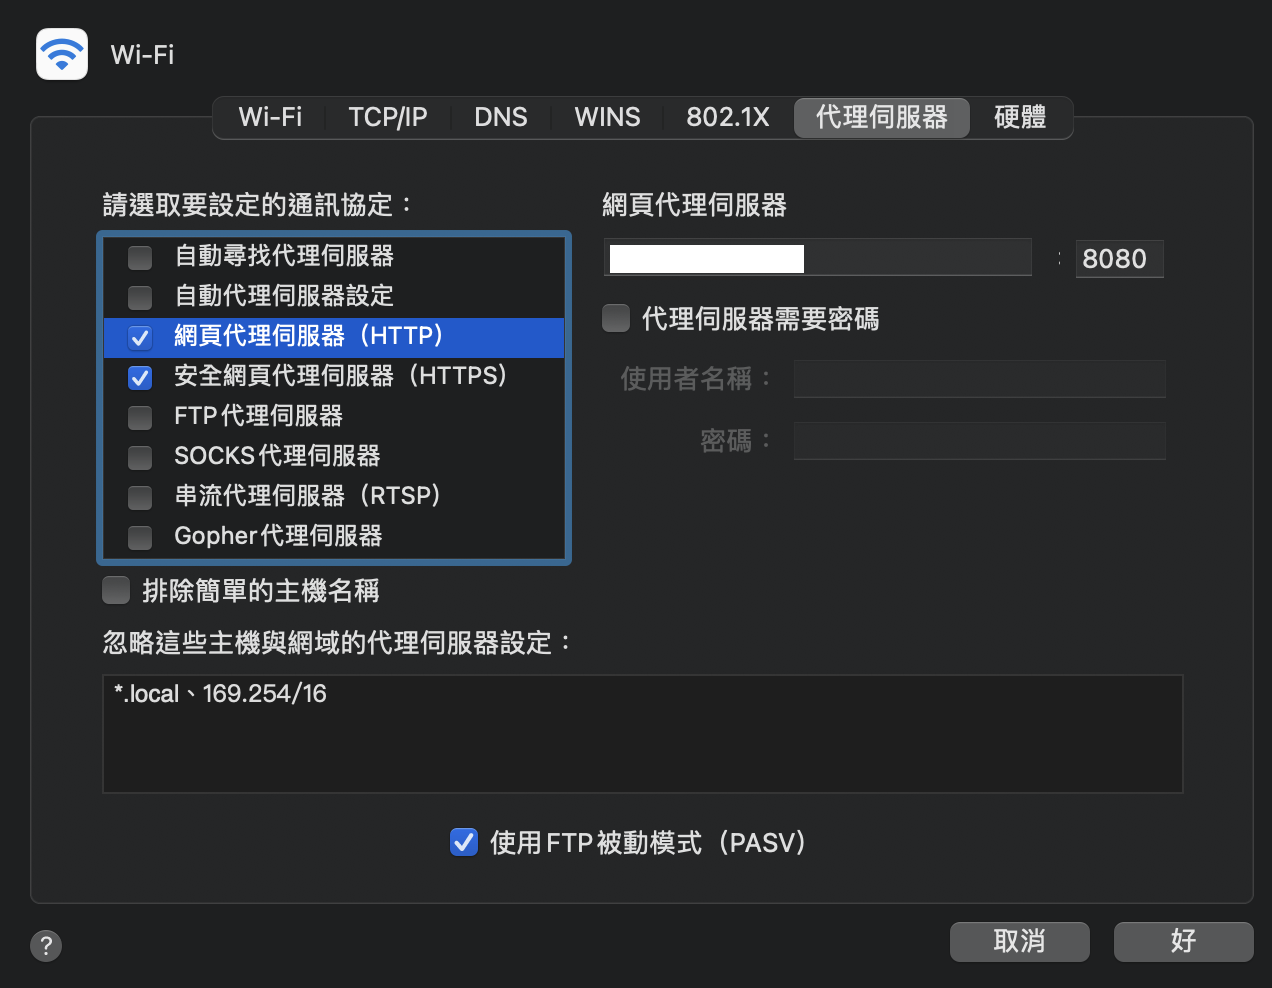 Wi-Fi
Wi-Fi TCP/IP DNS WINS 802.1X 代理伺服器 硬體
請選取要設定的通訊協定：
自動尋找代理伺服器
自動代理伺服器設定
網頁代理伺服器（HTTP）
安全網頁代理伺服器（HTTPS）
FTP代理伺服器
SOCKS代理伺服器
串流代理伺服器（RTSP）
Gopher代理伺服器
排除簡單的主機名稱
網頁代理伺服器
: 8080
代理伺服器需要密碼
使用者名稱：
密碼：
忽略這些主機與網域的代理伺服器設定：
*.local、169.254/16
使用FTP被動模式（PASV）
?
取消 好